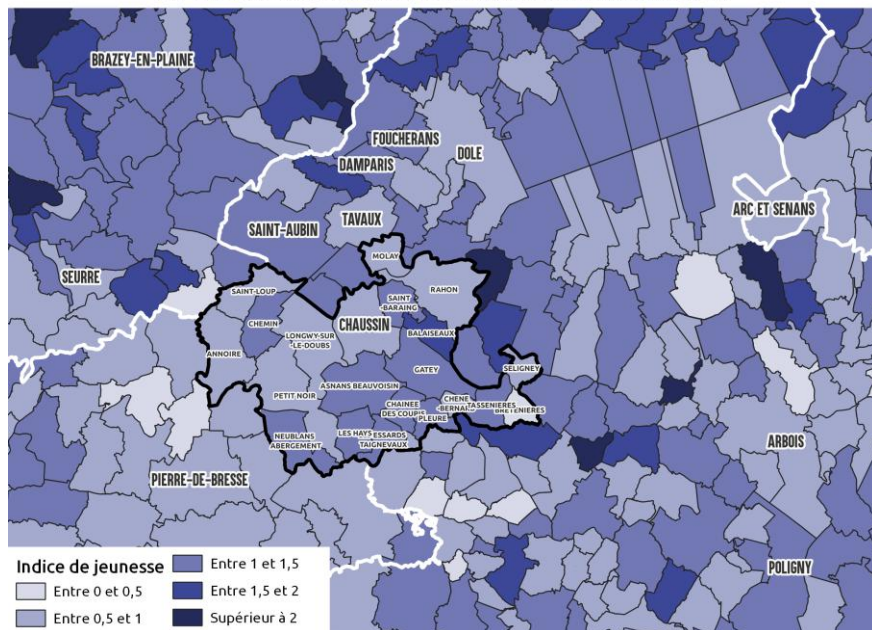 BRAZEY-EN-PLAINE
FOUCHERANS
DOLE
DAMPARIS
ARC ET SENANS
SAINT-AUBIN
TAVAUX
MOLAY
SEURRE
SAINT-LOUP
RAHON
SAINT
-BARAING
CHEMIN
CHAUSSIN
LONGWY-SUR
-LE-DOUBS
BALAISEAUX
ANNOIRE
GATEY
SELIGNEY
ASNANS BEAUVOISIN
PETIT NOIR
CHENE
-BERNARD
TASSENIERES
BRETENIERES
CHAINEE
DES COUPIS
PLEURE
NEUBLANS
ABERGEMENT
LES HAYS
ESSARDS
TAIGNEVAUX
ARBOIS
PIERRE-DE-BRESSE
POLIGNY
Indice de jeunesse
Entre 0 et 0,5
Entre 0,5 et 1
Entre 1 et 1,5
Entre 1,5 et 2
Supérieur à 2